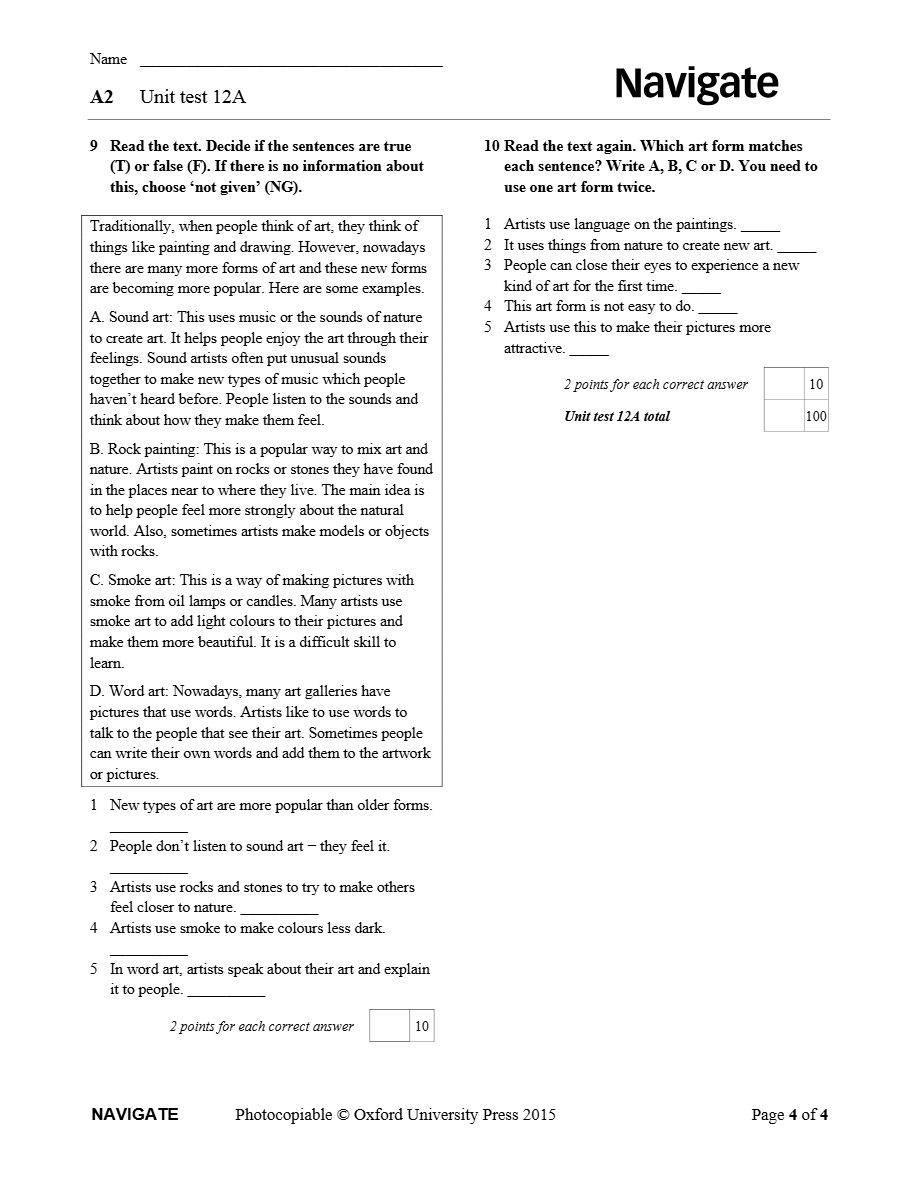 Name ______________________________________
Navigate
A2 Unit test 12A
9 Read the text. Decide if the sentences are true
(T) or false (F). If there is no information about
this, choose ‘not given’ (NG).
Traditionally, when people think of art, they think of
things like painting and drawing. However, nowadays
there are many more forms of art and these new forms
are becoming more popular. Here are some examples.
A. Sound art: This uses music or the sounds of nature
to create art. It helps people enjoy the art through their
feelings. Sound artists often put unusual sounds
together to make new types of music which people
haven’t heard before. People listen to the sounds and
think about how they make them feel.
B. Rock painting: This is a popular way to mix art and
nature. Artists paint on rocks or stones they have found
in the places near to where they live. The main idea is
to help people feel more strongly about the natural
world. Also, sometimes artists make models or objects
with rocks.
C. Smoke art: This is a way of making pictures with
smoke from oil lamps or candles. Many artists use
smoke art to add light colours to their pictures and
make them more beautiful. It is a difficult skill to
learn.
D. Word art: Nowadays, many art galleries have
pictures that use words. Artists like to use words to
talk to the people that see their art. Sometimes people
can write their own words and add them to the artwork
or pictures.
1 New types of art are more popular than older forms.
__________
2 People don’t listen to sound art − they feel it.
__________
3 Artists use rocks and stones to try to make others
feel closer to nature. __________
4 Artists use smoke to make colours less dark.
__________
5 In word art, artists speak about their art and explain
it to people. __________
2 points for each correct answer 10
10 Read the text again. Which art form matches
each sentence? Write A, B, C or D. You need to
use one art form twice.
1 Artists use language on the paintings. _____
2 It uses things from nature to create new art. _____
3 People can close their eyes to experience a new
kind of art for the first time. _____
4 This art form is not easy to do. _____
5 Artists use this to make their pictures more
attractive. _____
2 points for each correct answer 10
Unit test 12A total 100
NAVIGATE Photocopiable © Oxford University Press 2015 Page 4 of 4